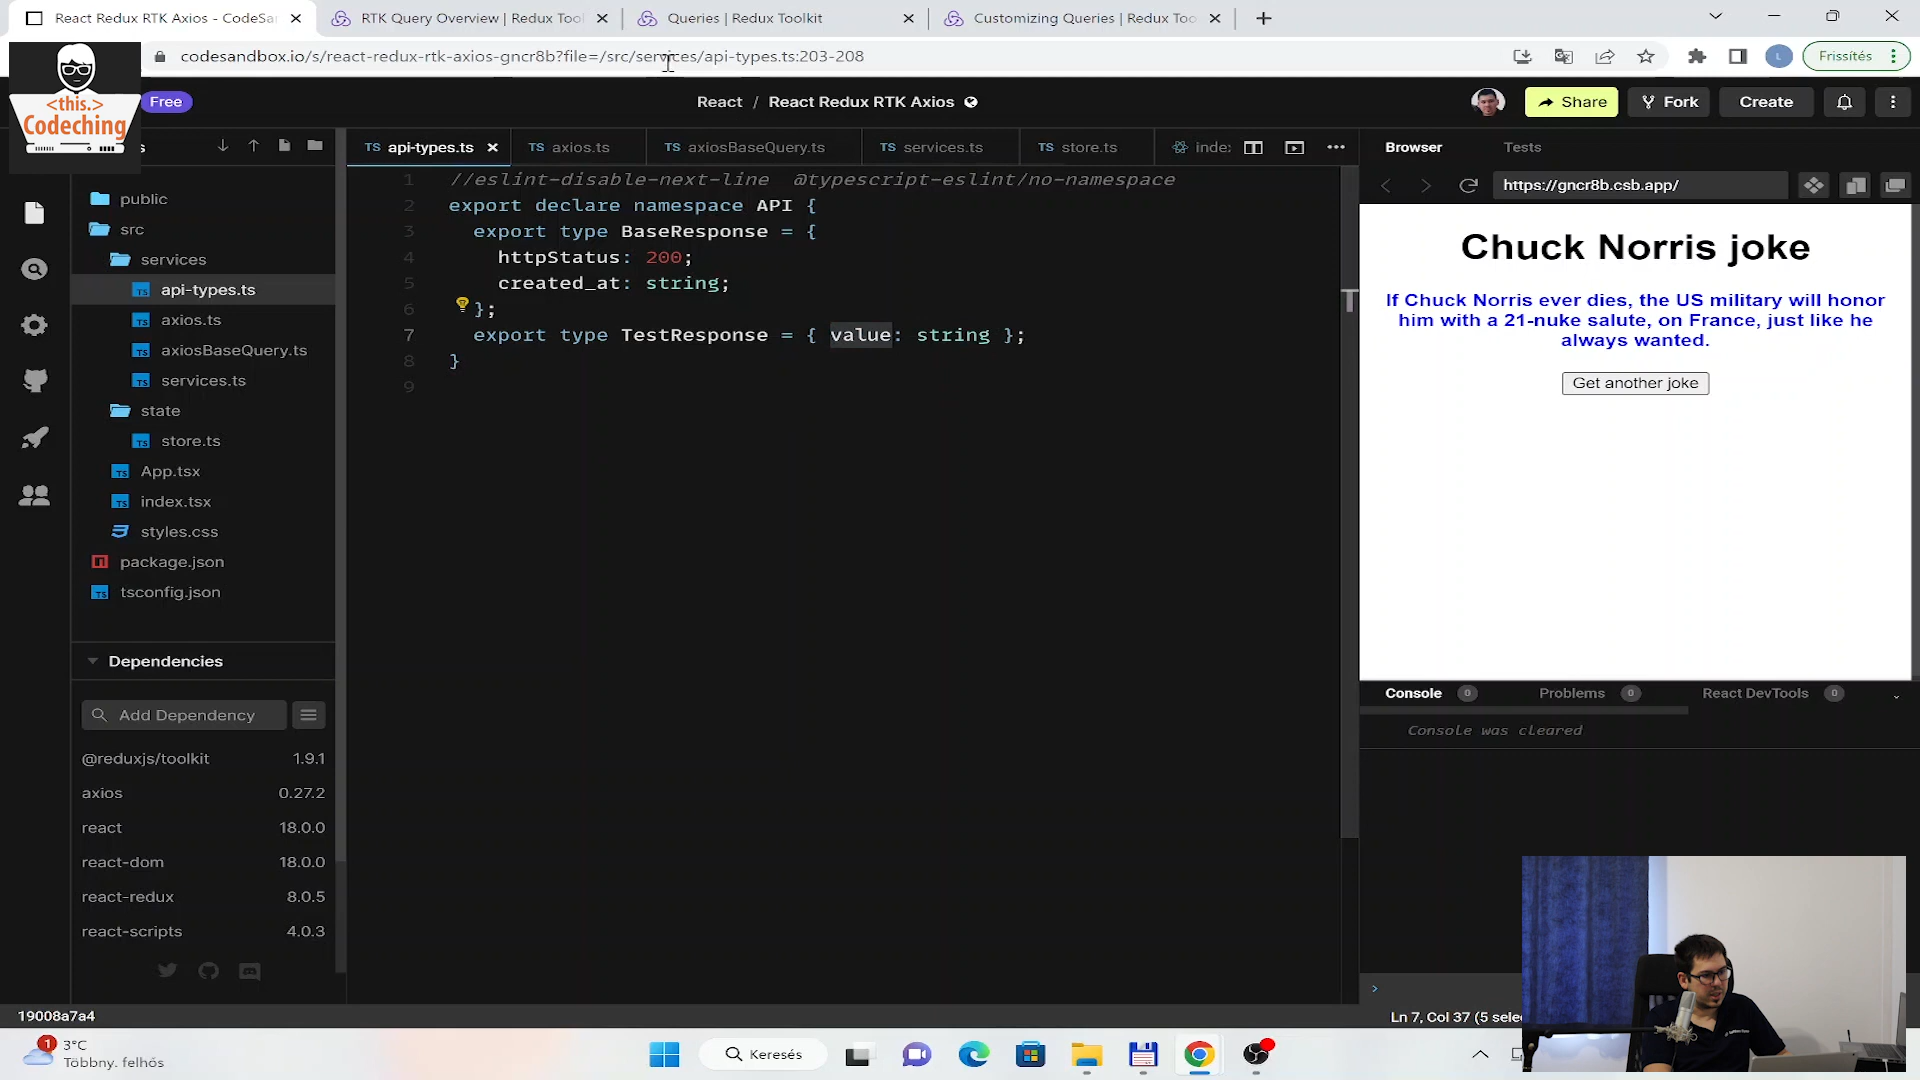 React Redux RTK Axios - CodeSa
RTK Query Overview | Redux Tool
Queries | Redux Toolkit
Customizing Queries | Redux Too
codesandbox.io/s/react-redux-rtk-axios-gncr8b?file=/src/services/api-types.ts:203-208
L
Frissítés
<this.>
Codeching
Free
React / React Redux RTK Axios
Share
Fork
Create
api-types.ts
axios.ts
axiosBaseQuery.ts
services.ts
store.ts
inde:
Browser
Tests
https://gncr8b.csb.app/
public
src
services
api-types.ts
axios.ts
axiosBaseQuery.ts
services.ts
state
store.ts
App.tsx
index.tsx
styles.css
package.json
tsconfig.json
1 //eslint-disable-next-line @typescript-eslint/no-namespace
2 export declare namespace API {
3 export type BaseResponse = {
4 httpStatus: 200;
5 created_at: string;
6 };
7 export type TestResponse = { value: string };
8 }
9
Chuck Norris joke
If Chuck Norris ever dies, the US military will honor
him with a 21-nuke salute, on France, just like he
always wanted.
Get another joke
Dependencies
Add Dependency
@reduxjs/toolkit 1.9.1
axios 0.27.2
react 18.0.0
react-dom 18.0.0
react-redux 8.0.5
react-scripts 4.0.3
Console 0
Problems 0
React DevTools 0
Console was cleared
19008a7a4
Ln 7, Col 37 (5 sele
1
3°C
Többny. felhős
Keresés